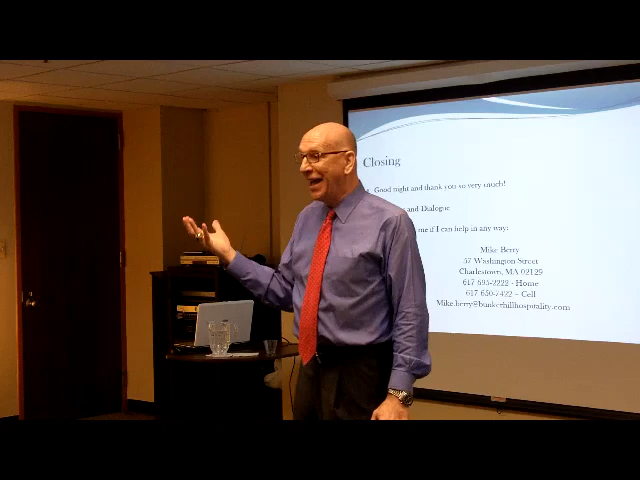 Closing
Good night and thank you so very much!
and Dialogue
me if I can help in any way:
Mike Berry
57 Washington Street
Charlestown, MA 02129
617 695-2222 - Home
617 650-7422 – Cell
Mike.berry@bunkerhillhospitality.com